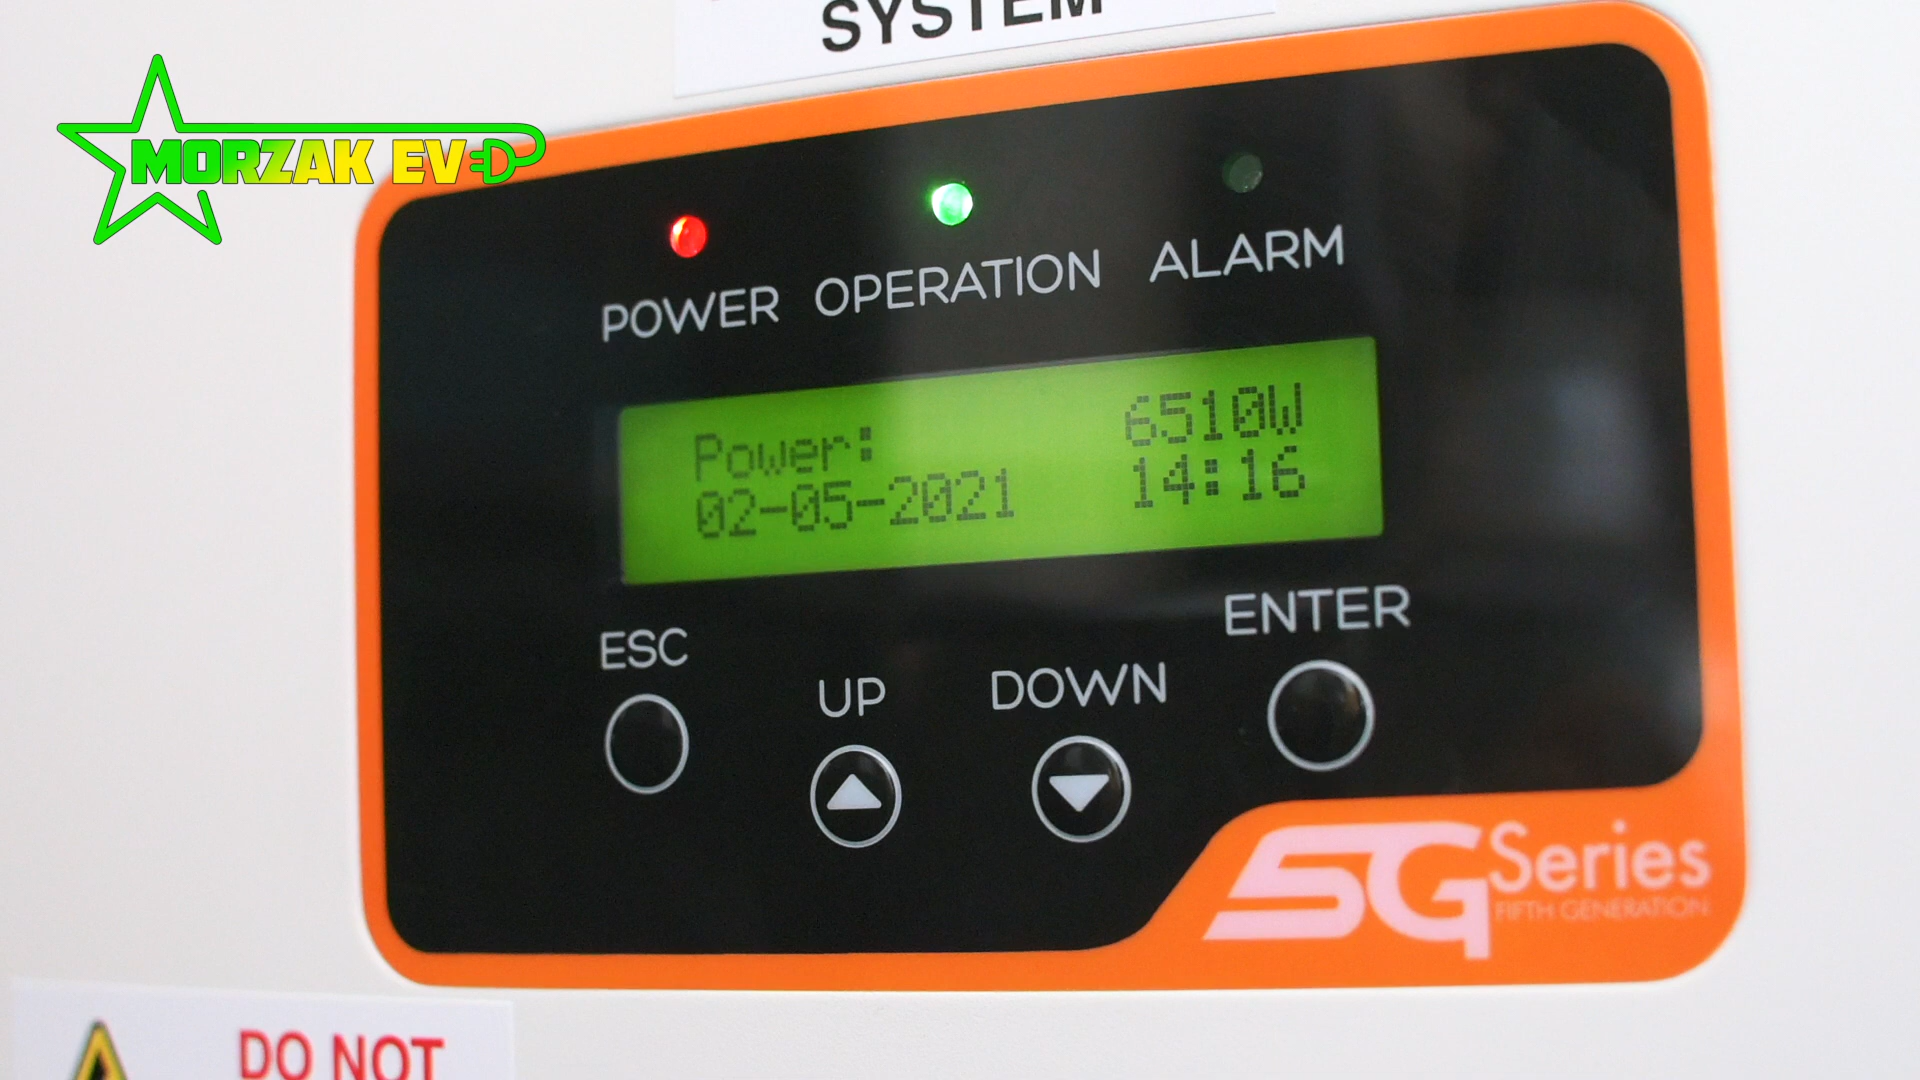 SYSTEM
MORZAK EV
POWER OPERATION ALARM
Power: 6510W
02-05-2021 14:16
ESC UP DOWN ENTER
5G Series
FIFTH GENERATION
DO NOT